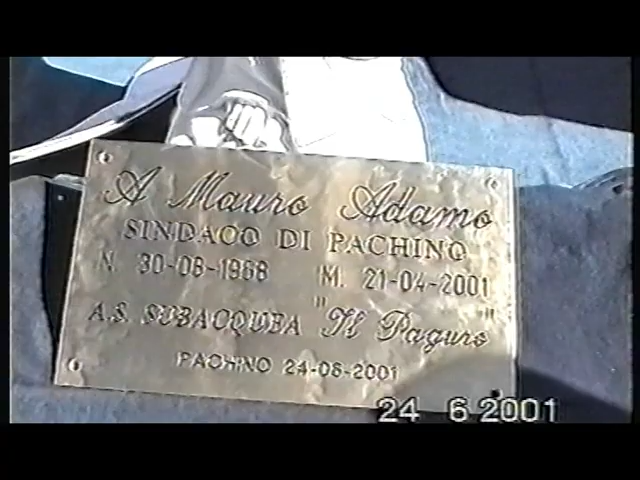 A Mauro Adamo
SINDACO DI PACHINO
N. 30-08-1968 M. 21-04-2001
A.S. SUBACQUEA "Il Paguro"
PACHINO 24-06-2001
24 6 2001